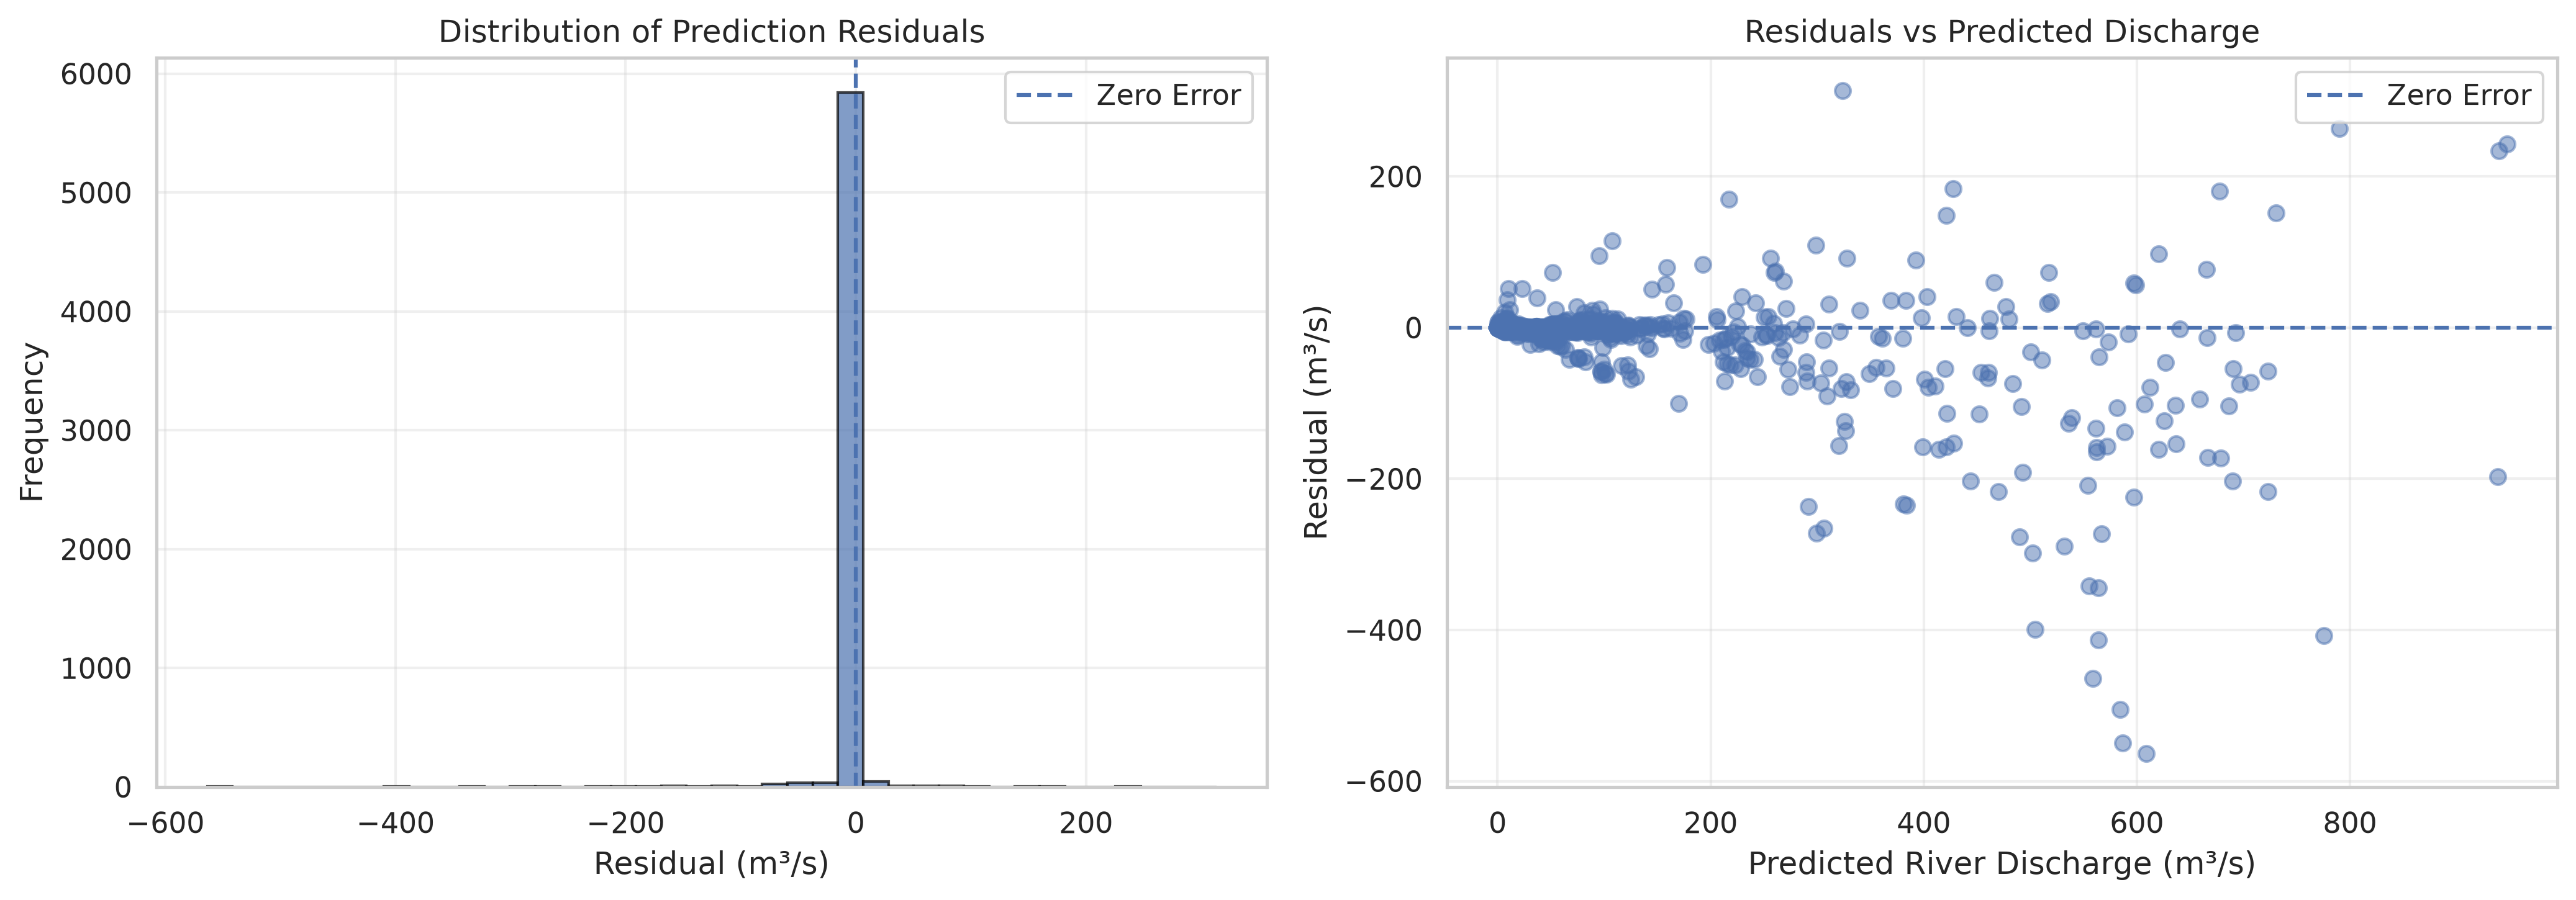 Distribution of Prediction Residuals
Zero Error
Frequency
6000
5000
4000
3000
2000
1000
0
−600
−400
−200
0
200
Residual (m³/s)
Residuals vs Predicted Discharge
Zero Error
Residual (m³/s)
200
0
−200
−400
−600
0
200
400
600
800
Predicted River Discharge (m³/s)